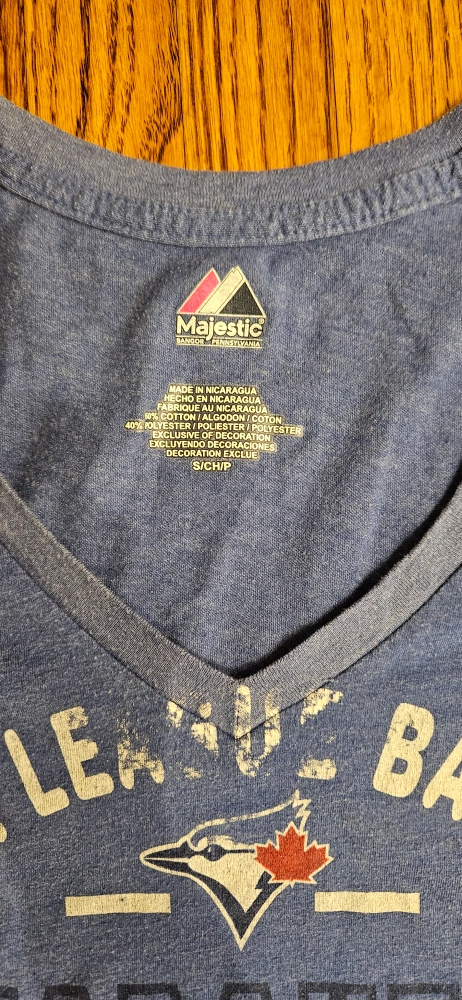 Majestic®
BANGOR PENNSYLVANIA
MADE IN NICARAGUA
HECHO EN NICARAGUA
FABRIQUE AU NICARAGUA
60% COTTON / ALGODON / COTON
40% POLYESTER / POLIESTER / POLYESTER
EXCLUSIVE OF DECORATION
EXCLUYENDO DECORACIONES
DECORATION EXCLUE
S/CH/P
LEAGUE BA